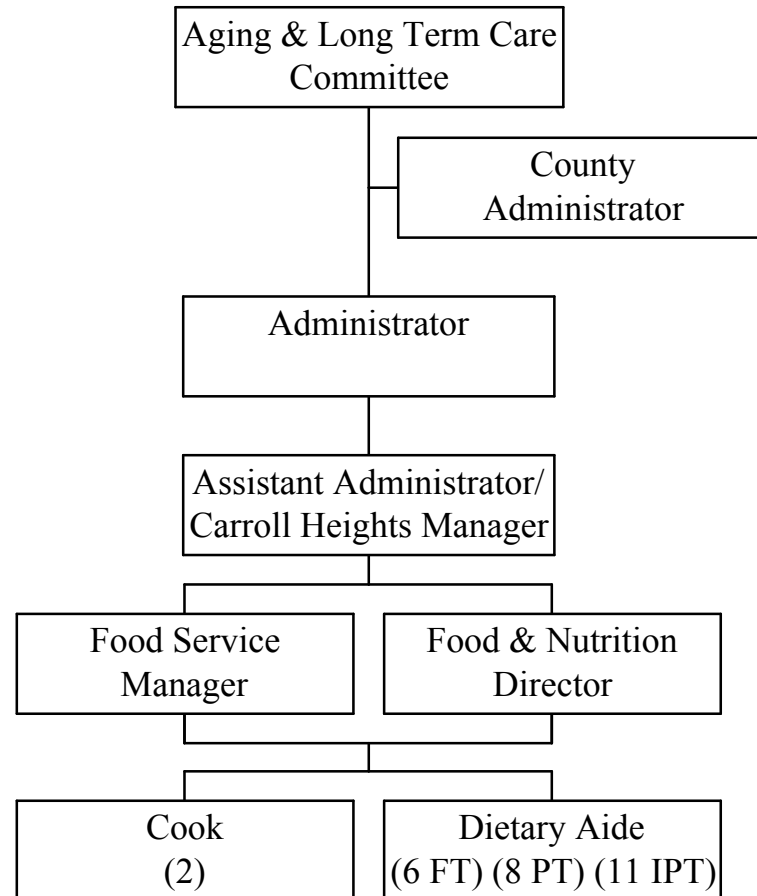 Aging & Long Term Care
Committee
County
Administrator
Administrator
Assistant Administrator/
Carroll Heights Manager
Food Service
Manager
Food & Nutrition
Director
Cook
(2)
Dietary Aide
(6 FT) (8 PT) (11 IPT)